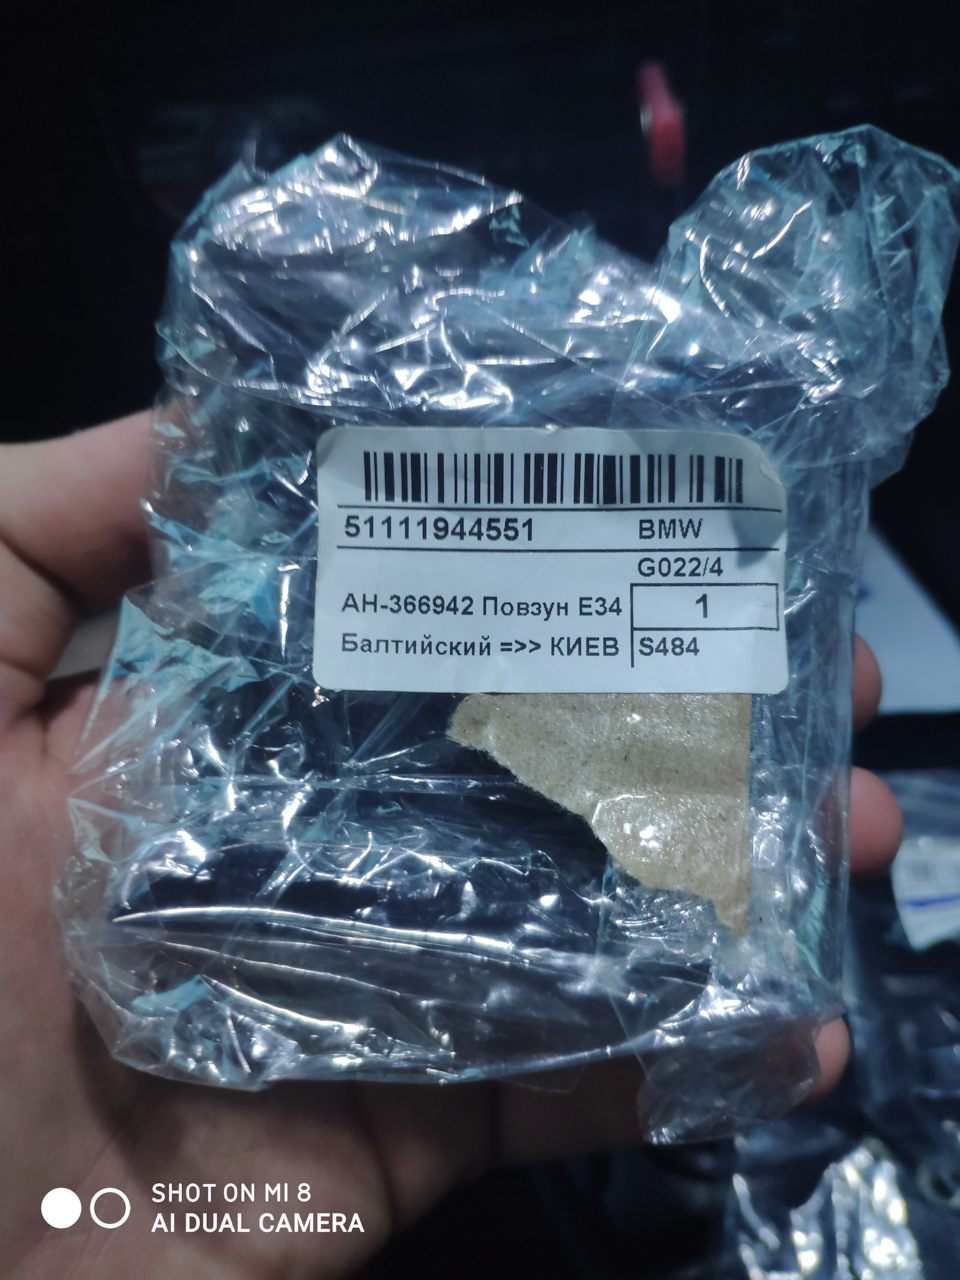 51111944551 BMW
G022/4
АН-366942 Повзун Е34 1
Балтийский =>> КИЕВ S484
SHOT ON MI 8
AI DUAL CAMERA